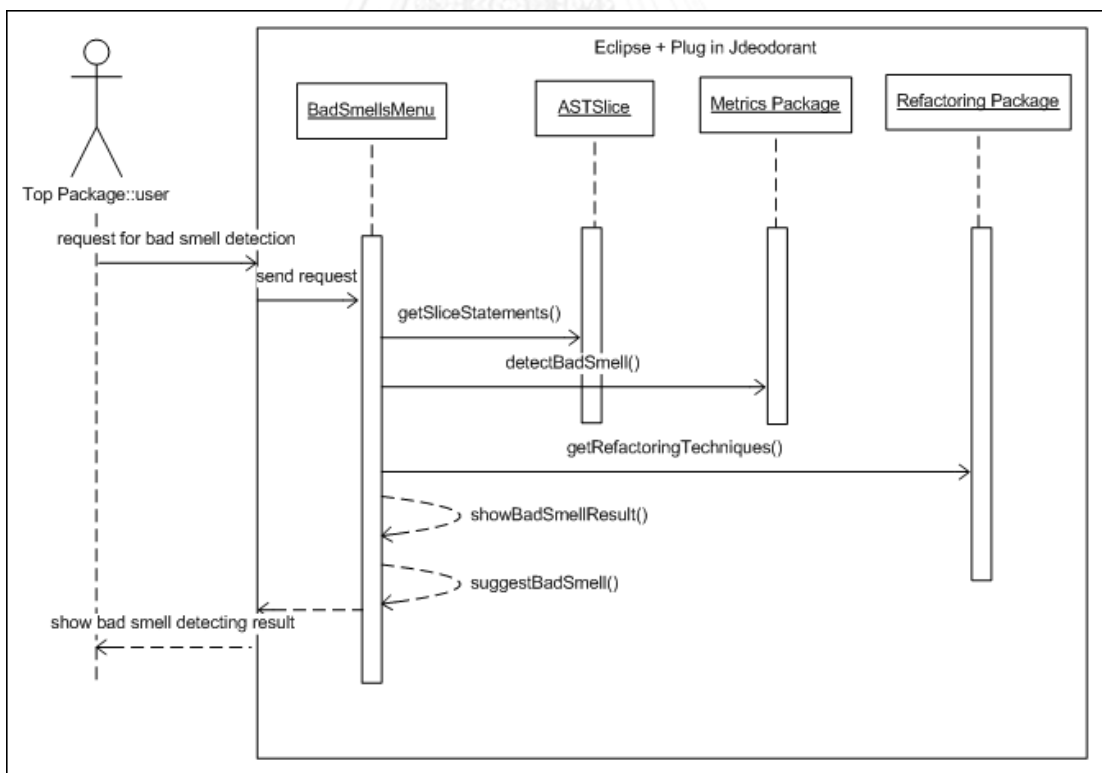 Eclipse + Plug in Jdeodorant
BadSmellsMenu
ASTSlice
Metrics Package
Refactoring Package
Top Package::user
request for bad smell detection
send request
getSliceStatements()
detectBadSmell()
getRefactoringTechniques()
showBadSmellResult()
suggestBadSmell()
show bad smell detecting result